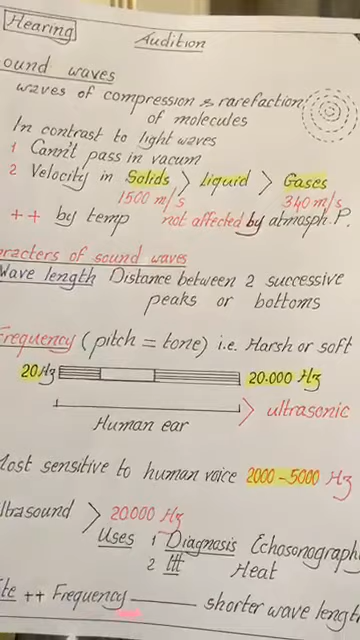 Hearing
Audition
ound waves
waves of compression & rarefaction
of molecules
In contrast to light waves
1 Cann't pass in vacum
2 Velocity in Solids > Liquid > Gases
1500 m/s 340 m/s
++ by temp not affected by atmosph.P.
racters of sound waves
Wave length Distance between 2 successive
peaks or bottoms
Frequency (pitch = tone) i.e. Harsh or soft
20Hz 20.000 Hz
> ultrasonic
Human ear
Most sensitive to human voice 2000-5000 Hz
ltrasound > 20.000 Hz
Uses 1 Diagnosis Echosonograph
2 ttt Heat
++ Frequency shorter wave length